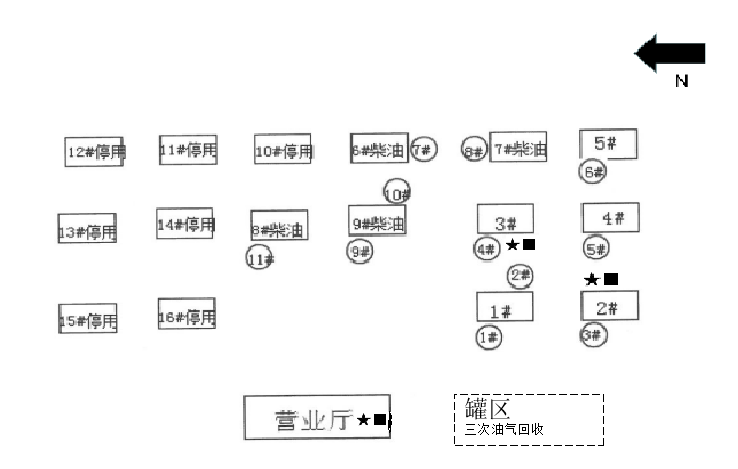 N
12#停用
11#停用
10#停用
6#柴油
7#
8#
7#柴油
5#
6#
10#
13#停用
14#停用
8#柴油
9#柴油
3#
4#
11#
9#
4#★■
5#
2#
★■
15#停用
16#停用
1#
2#
1#
3#
营业厅★■
罐区
三次油气回收